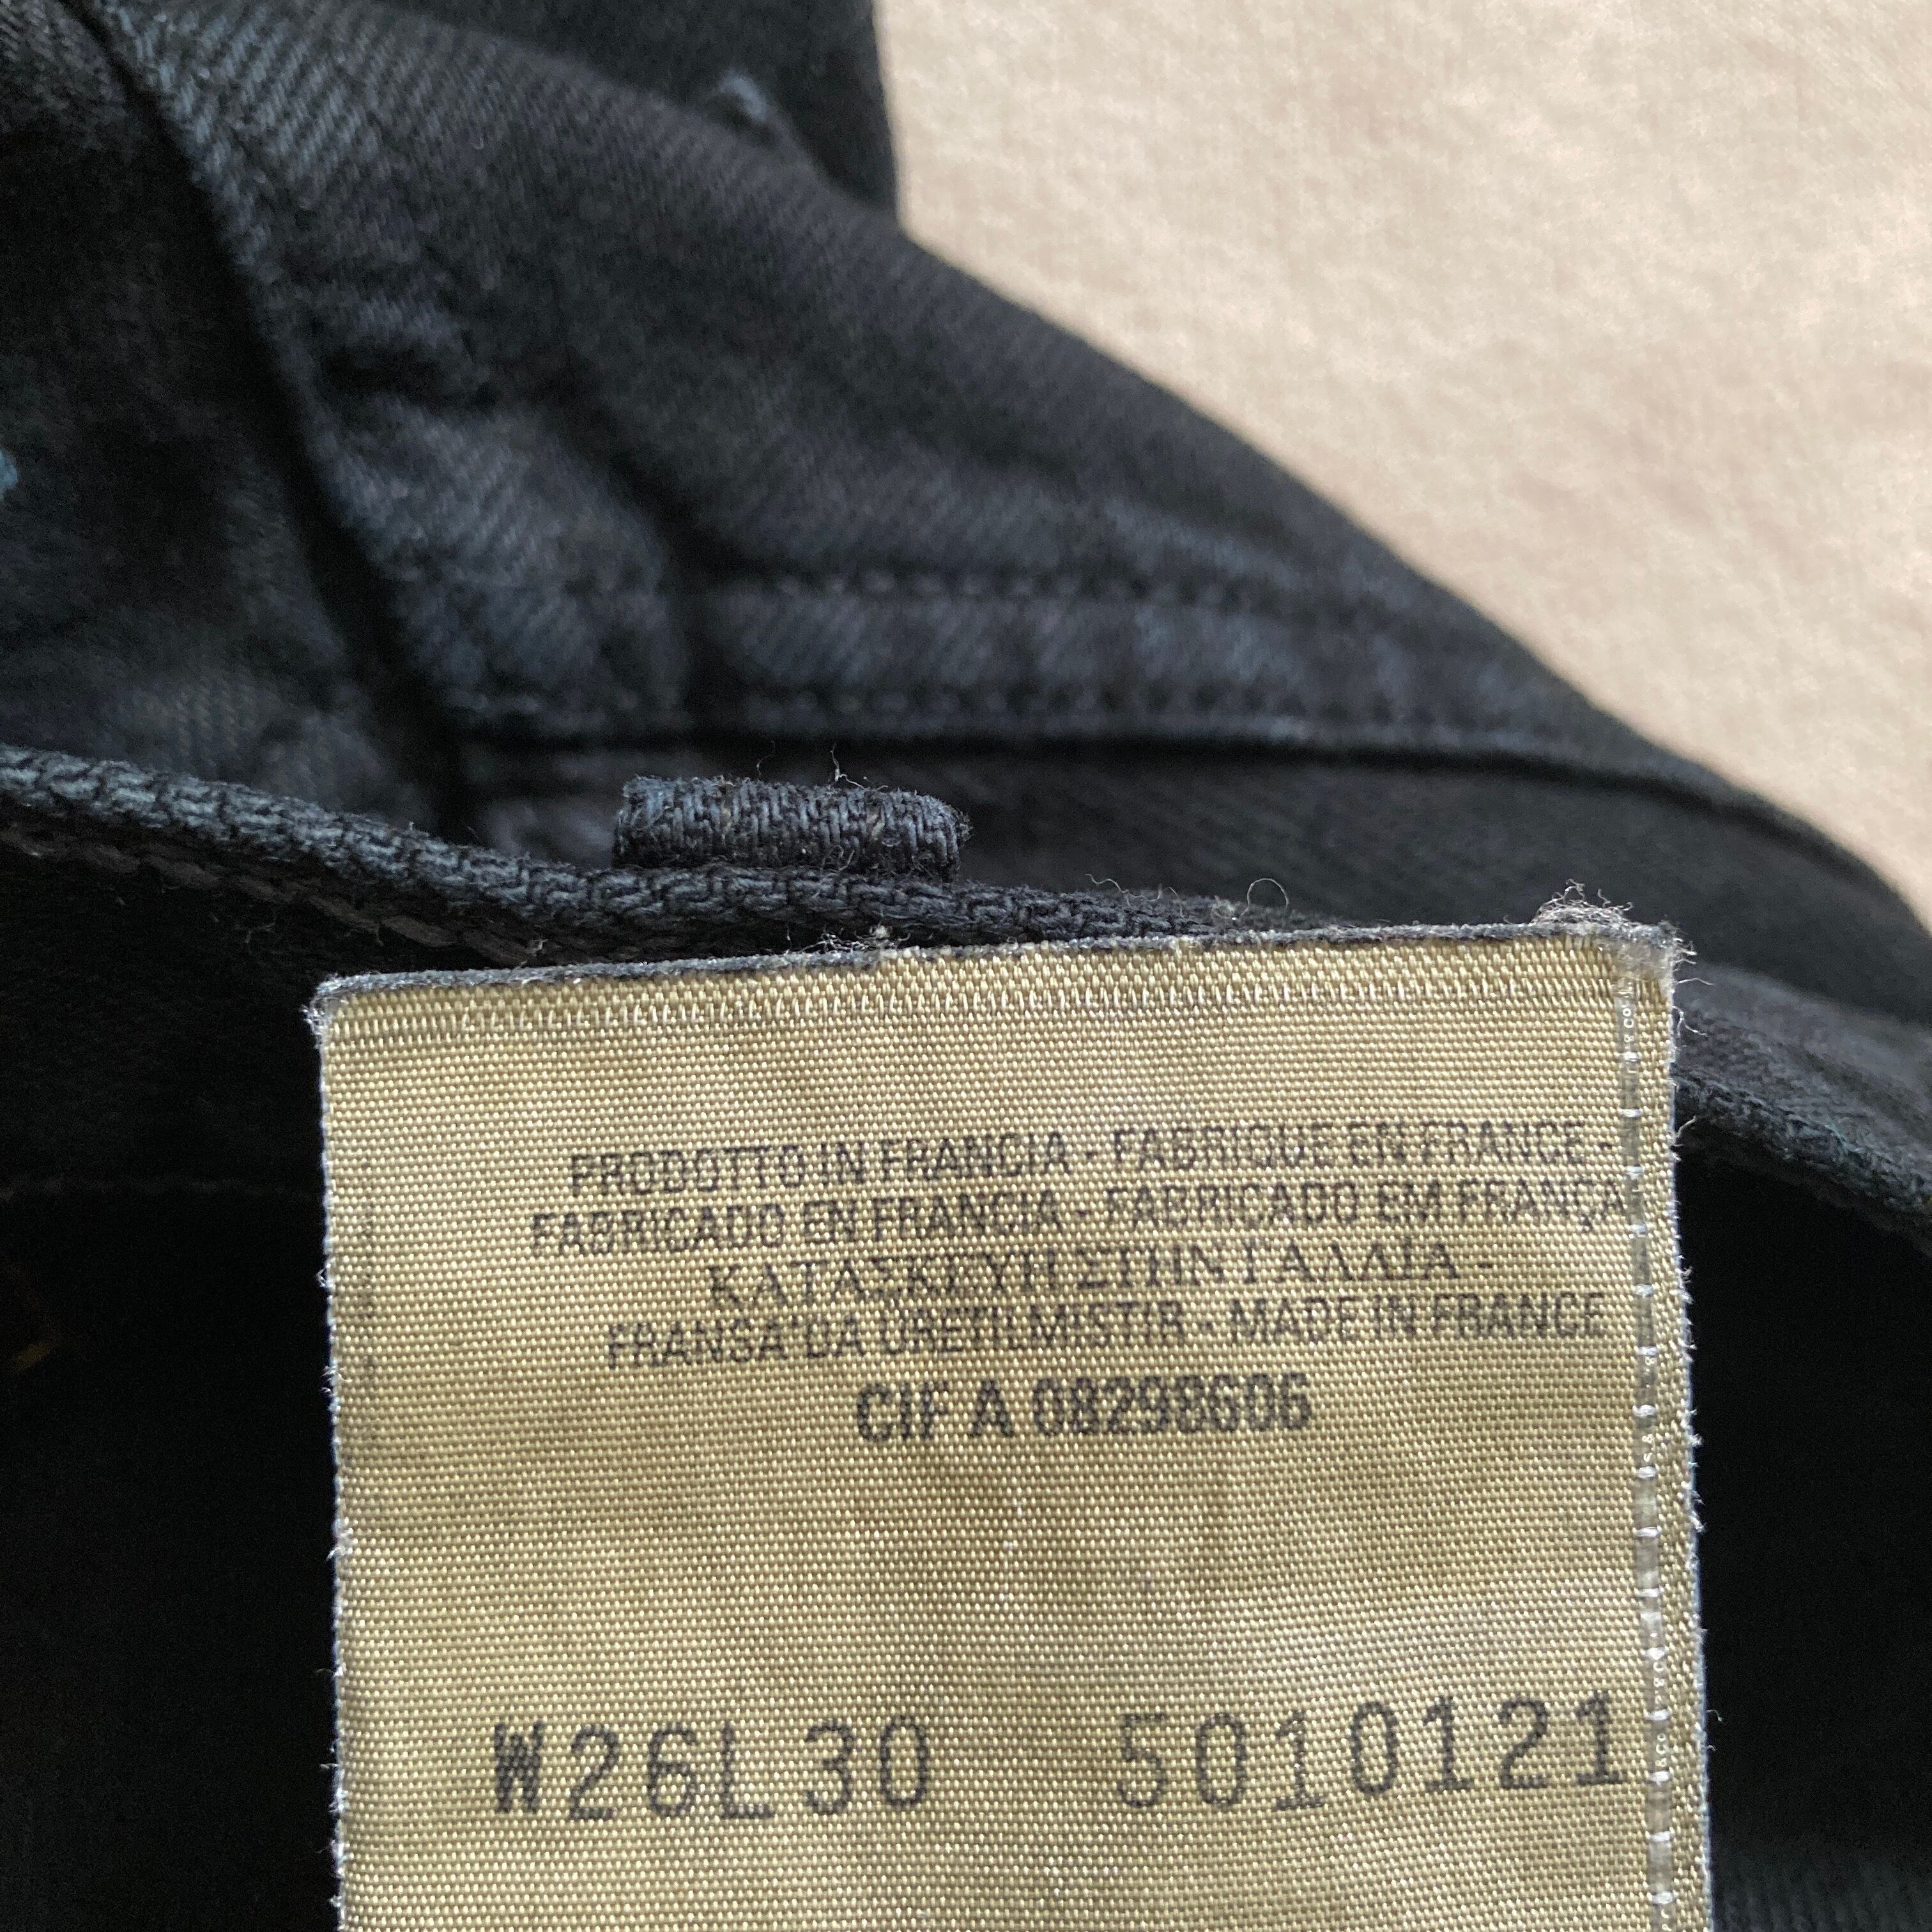 PRODOTTO IN FRANCIA - FABRIQUE EN FRANCE -
FABRICADO EN FRANCIA - FABRICADO EM FRANÇA
ΚΑΤΑΣΚΕΥΗ ΣΤΗΝ ΓΑΛΛΙΑ -
FRANSA'DA URETILMISTIR - MADE IN FRANCE
CIF A 08298606
W26L30 5010121